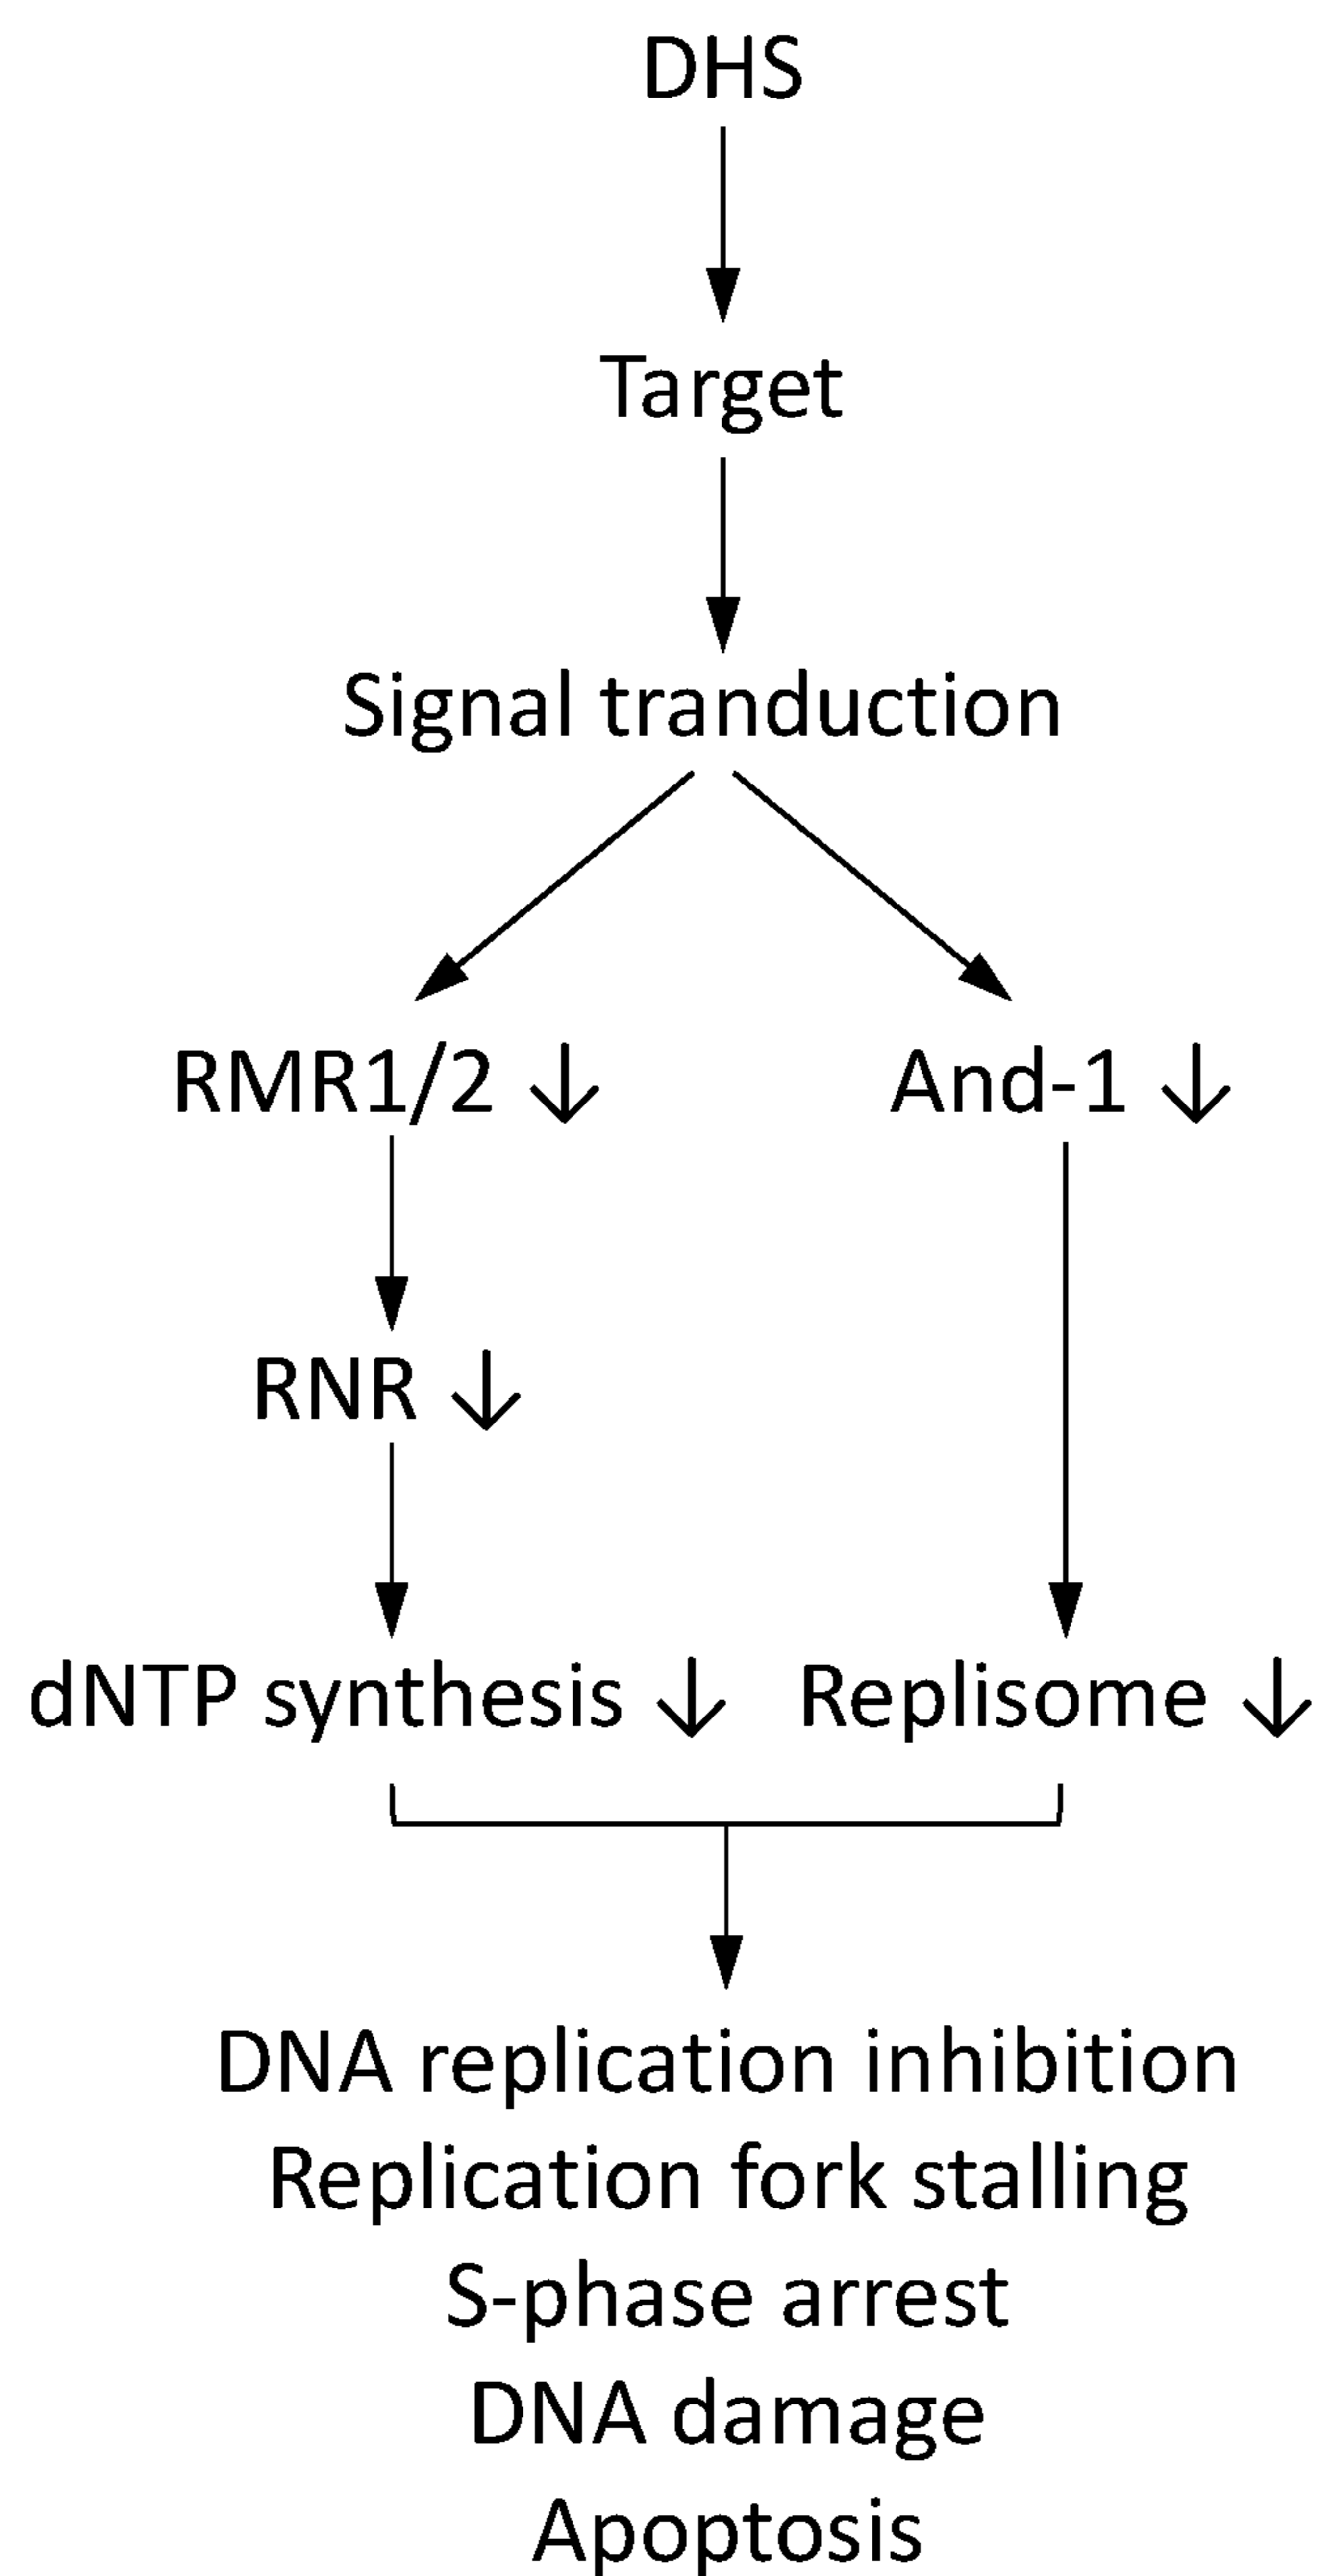 DHS
Target
Signal tranduction
RMR1/2 ↓
And-1 ↓
RNR ↓
dNTP synthesis ↓
Replisome ↓
DNA replication inhibition
Replication fork stalling
S-phase arrest
DNA damage
Apoptosis